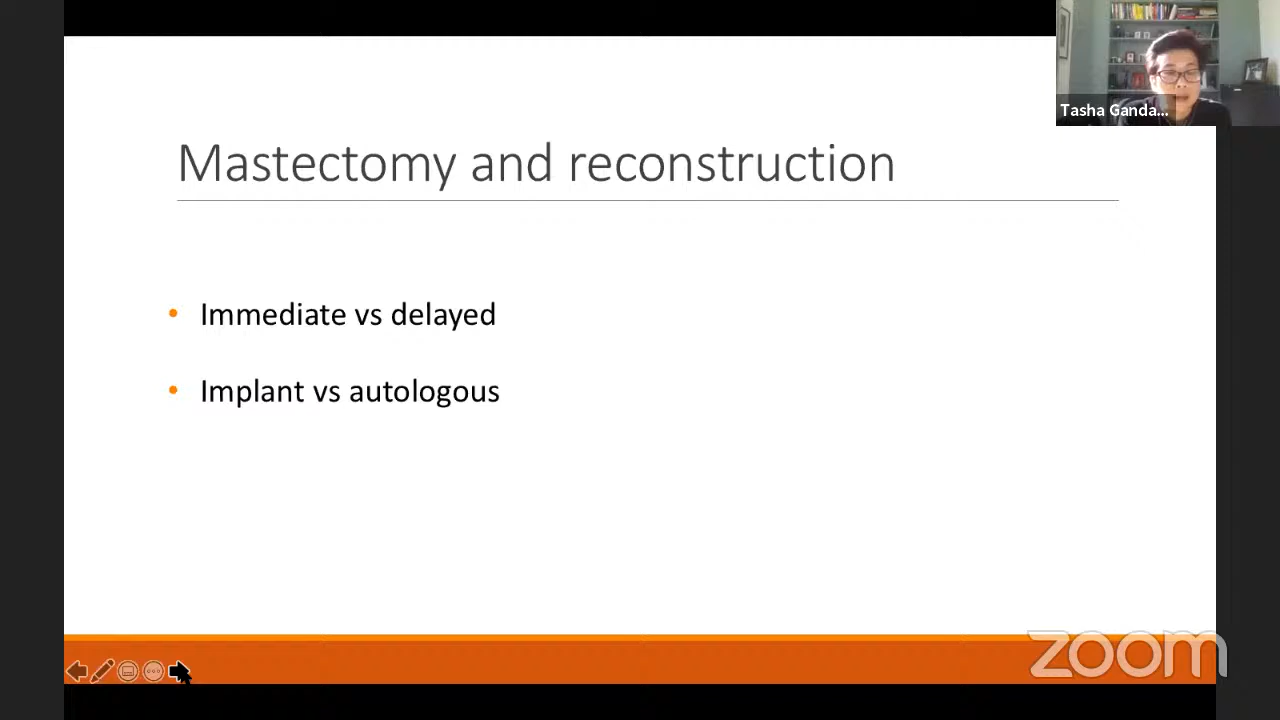 Tasha Ganda...
Mastectomy and reconstruction
• Immediate vs delayed
• Implant vs autologous
zoom